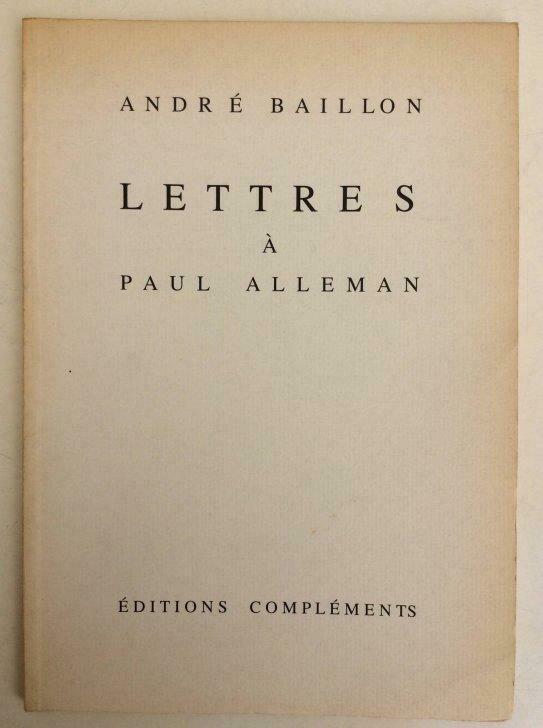 ANDRÉ BAILLON
LETTRES
À
PAUL ALLEMAN
ÉDITIONS COMPLÉMENTS